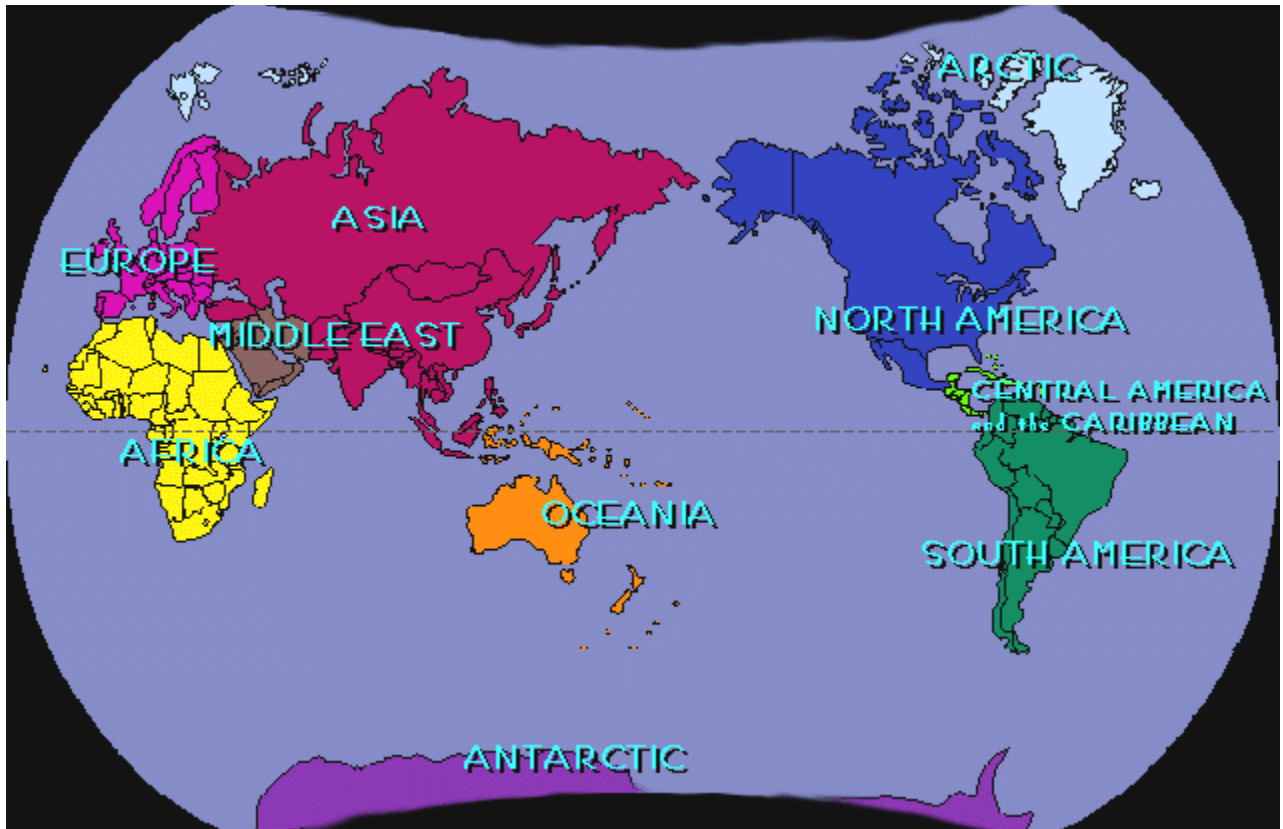 ARCTIC
ASIA
EUROPE
NORTH AMERICA
MIDDLE EAST
CENTRAL AMERICA
and the CARIBBEAN
AFRICA
OCEANIA
SOUTH AMERICA
ANTARCTIC